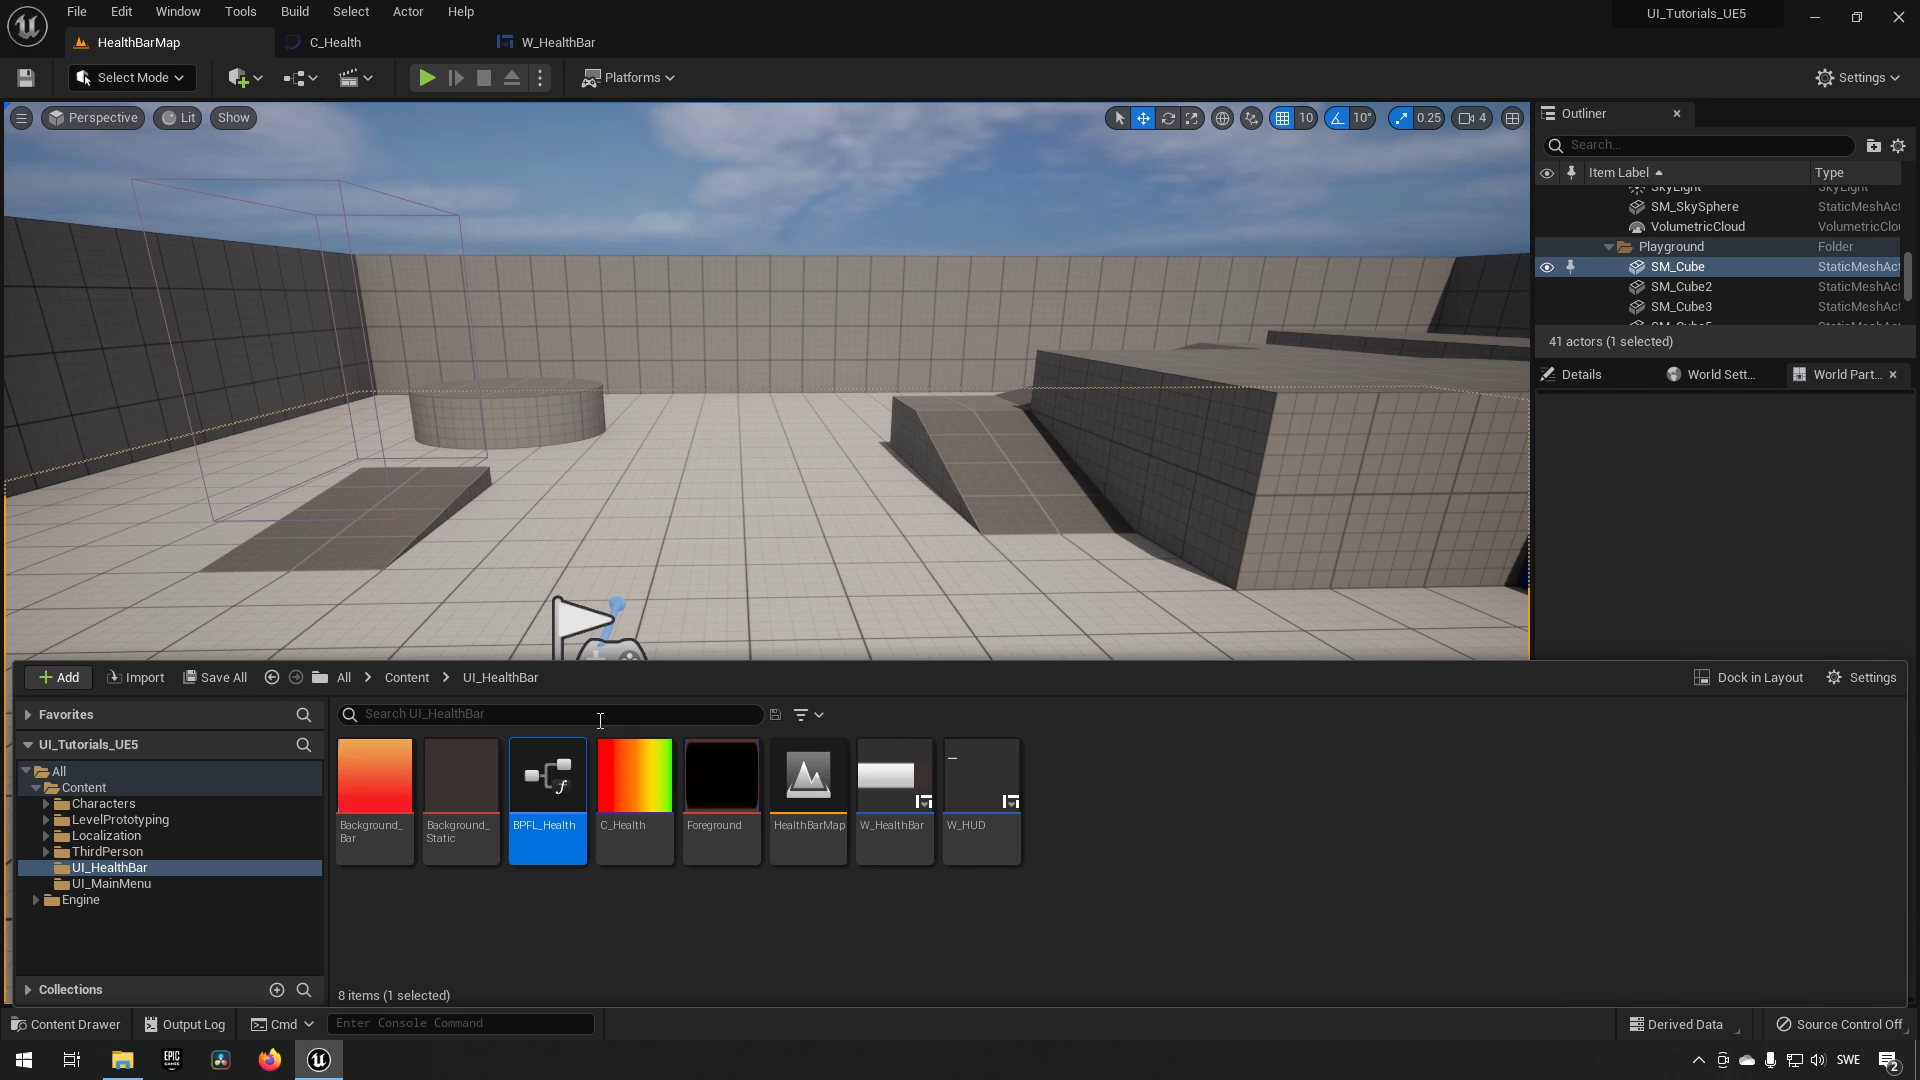 File Edit Window Tools Build Select Actor Help
UI_Tutorials_UE5
HealthBarMap
C_Health
W_HealthBar
Select Mode
Platforms
Settings
Perspective
Lit
Show
10
10°
0.25
4
Outliner
Search...
Item Label
Type
SkyLight SkyLight
SM_SkySphere StaticMeshAct
VolumetricCloud VolumetricClou
Playground Folder
SM_Cube StaticMeshAct
SM_Cube2 StaticMeshAct
SM_Cube3 StaticMeshAct
41 actors (1 selected)
Details
World Sett...
World Part...
Add
Import
Save All
All
Content
UI_HealthBar
Dock in Layout
Settings
Favorites
UI_Tutorials_UE5
All
Content
Characters
LevelPrototyping
Localization
ThirdPerson
UI_HealthBar
UI_MainMenu
Engine
Collections
Search UI_HealthBar
Background_
Bar
Background_
Static
BPFL_Health
C_Health
Foreground
HealthBarMap
W_HealthBar
W_HUD
8 items (1 selected)
Content Drawer
Output Log
Cmd
Enter Console Command
Derived Data
Source Control Off
EPIC
GAMES
SWE
2